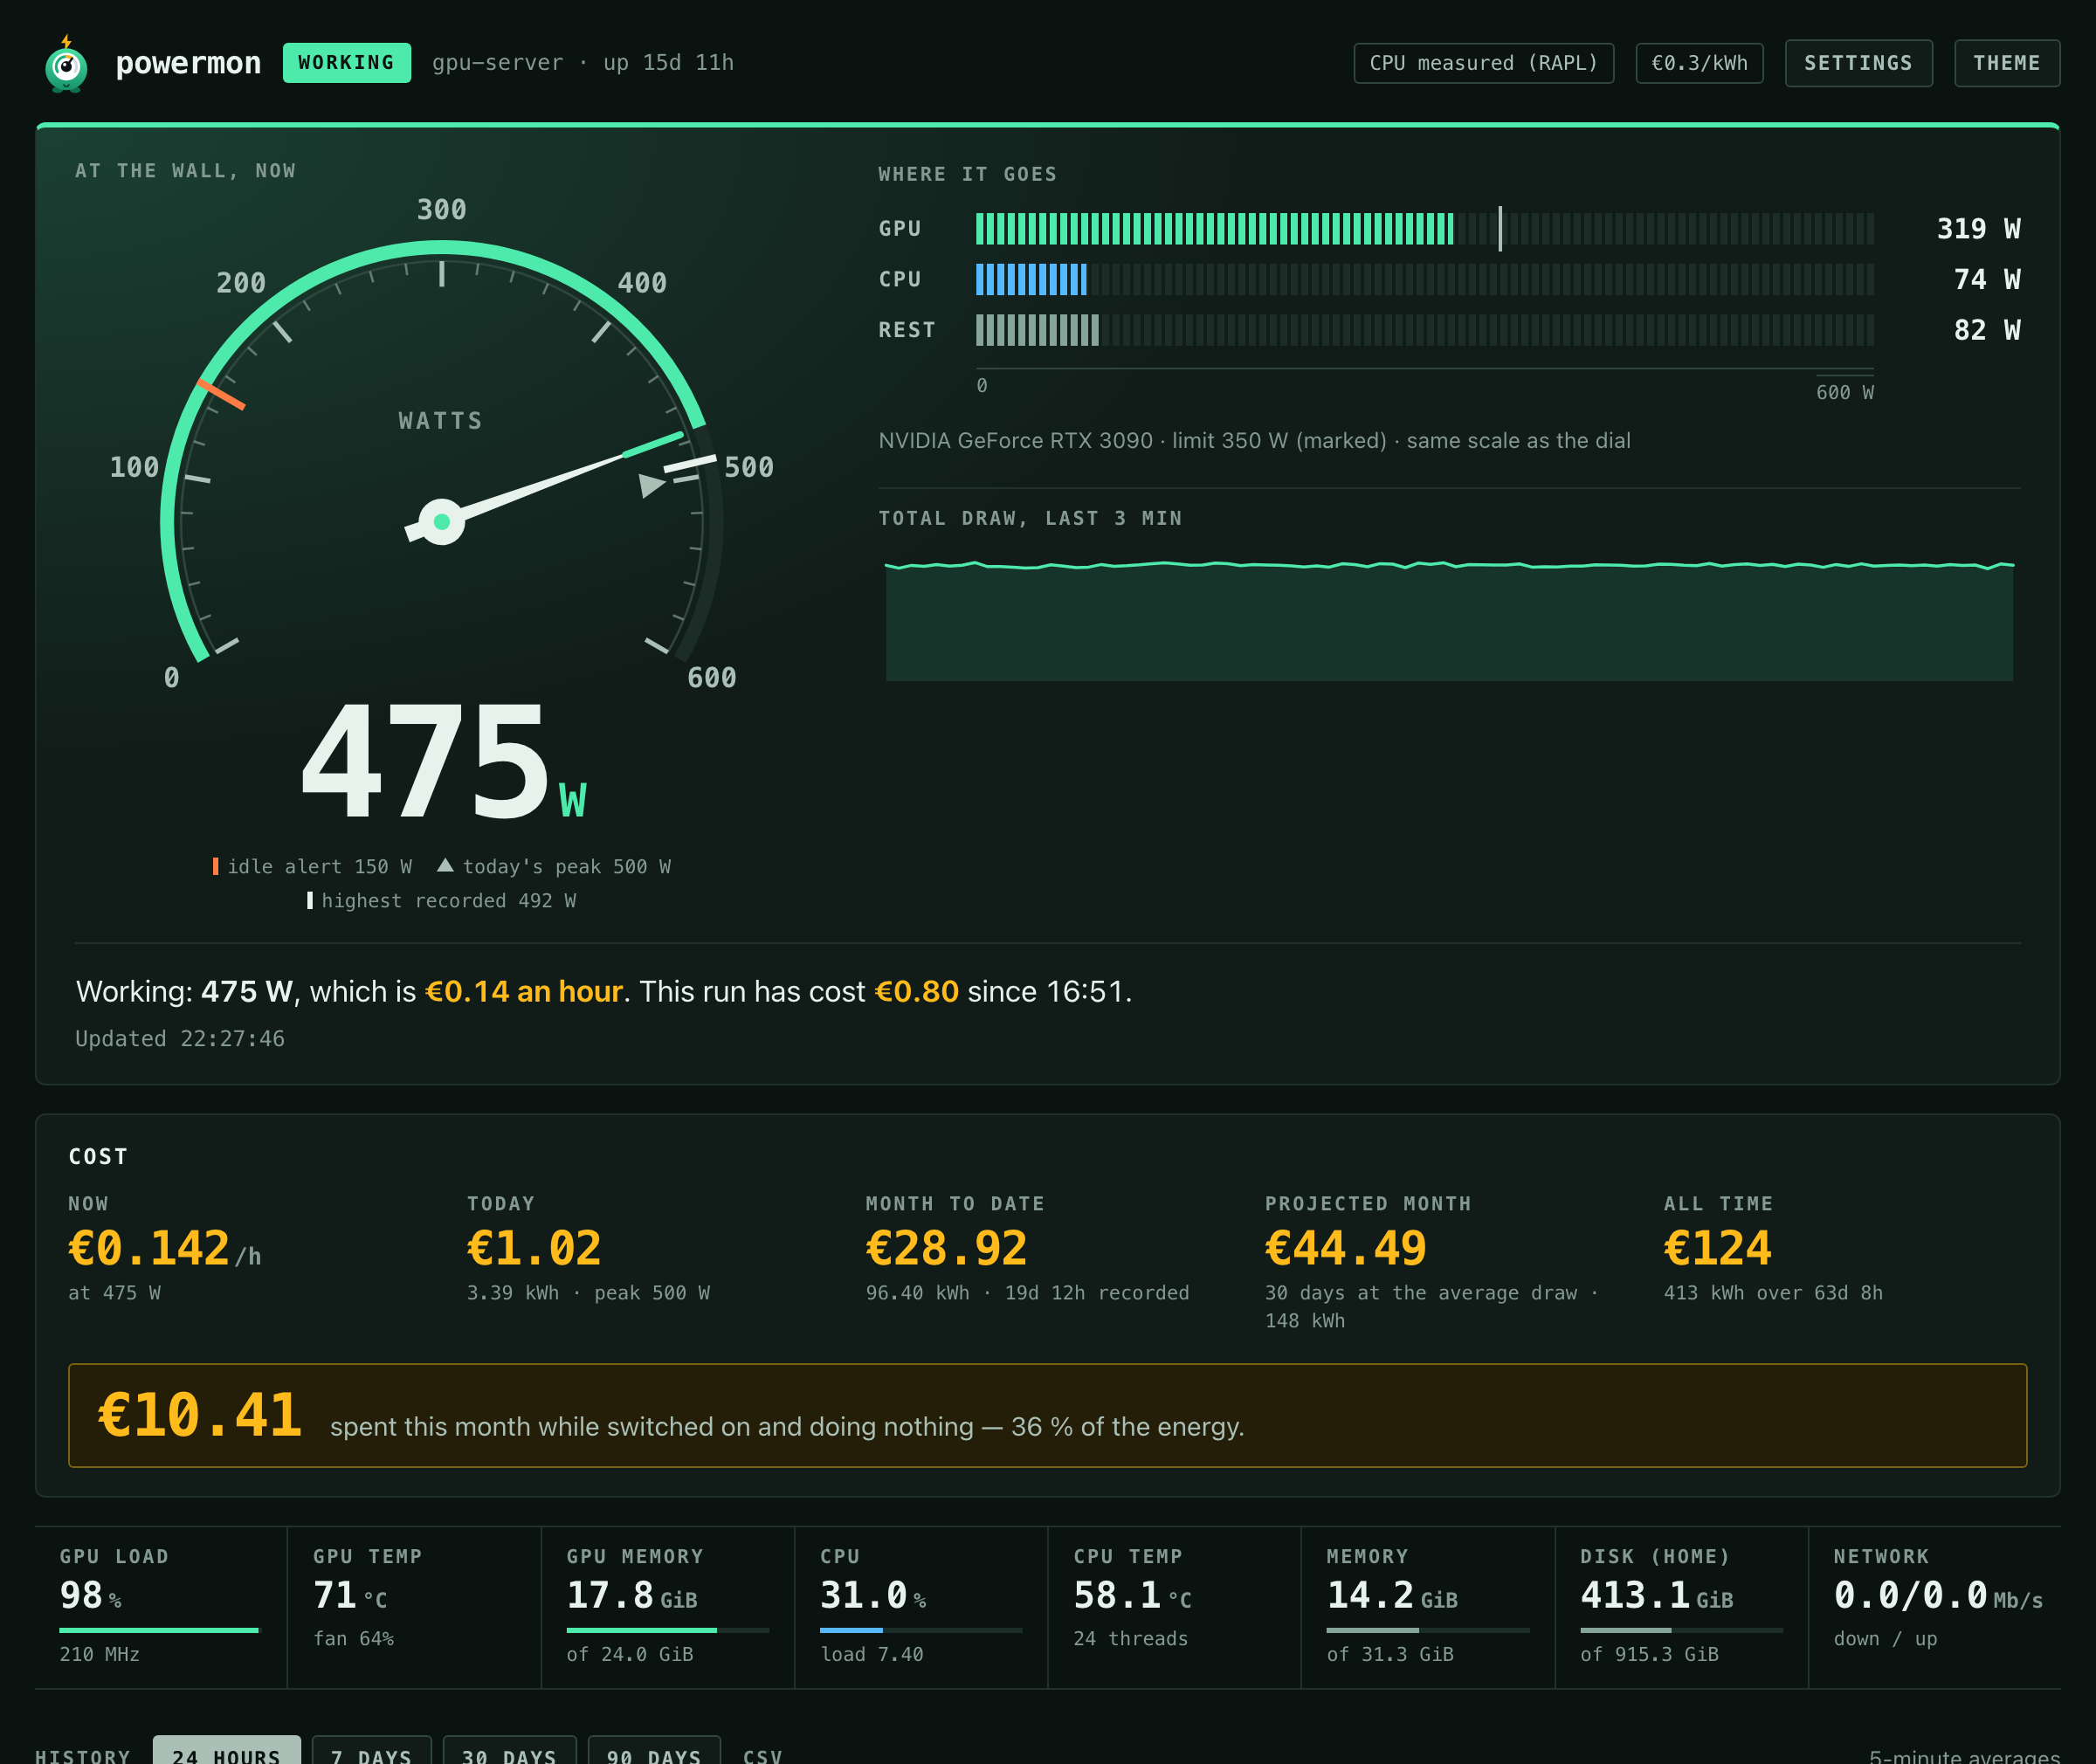 powermon WORKING gpu-server · up 15d 11h CPU measured (RAPL) €0.3/kWh SETTINGS THEME
AT THE WALL, NOW
300
200 400
WATTS
100 500
0 600
475 W
idle alert 150 W today's peak 500 W
highest recorded 492 W
WHERE IT GOES
GPU 319 W
CPU 74 W
REST 82 W
0 600 W
NVIDIA GeForce RTX 3090 · limit 350 W (marked) · same scale as the dial
TOTAL DRAW, LAST 3 MIN
Working: 475 W, which is €0.14 an hour. This run has cost €0.80 since 16:51.
Updated 22:27:46
COST
NOW
€0.142/h
at 475 W
TODAY
€1.02
3.39 kWh · peak 500 W
MONTH TO DATE
€28.92
96.40 kWh · 19d 12h recorded
PROJECTED MONTH
€44.49
30 days at the average draw ·
148 kWh
ALL TIME
€124
413 kWh over 63d 8h
€10.41 spent this month while switched on and doing nothing — 36 % of the energy.
GPU LOAD
98 %
210 MHz
GPU TEMP
71 °C
fan 64%
GPU MEMORY
17.8 GiB
of 24.0 GiB
CPU
31.0 %
load 7.40
CPU TEMP
58.1 °C
24 threads
MEMORY
14.2 GiB
of 31.3 GiB
DISK (HOME)
413.1 GiB
of 915.3 GiB
NETWORK
0.0/0.0 Mb/s
down / up
HISTORY 24 HOURS 7 DAYS 30 DAYS 90 DAYS CSV 5-minute averages